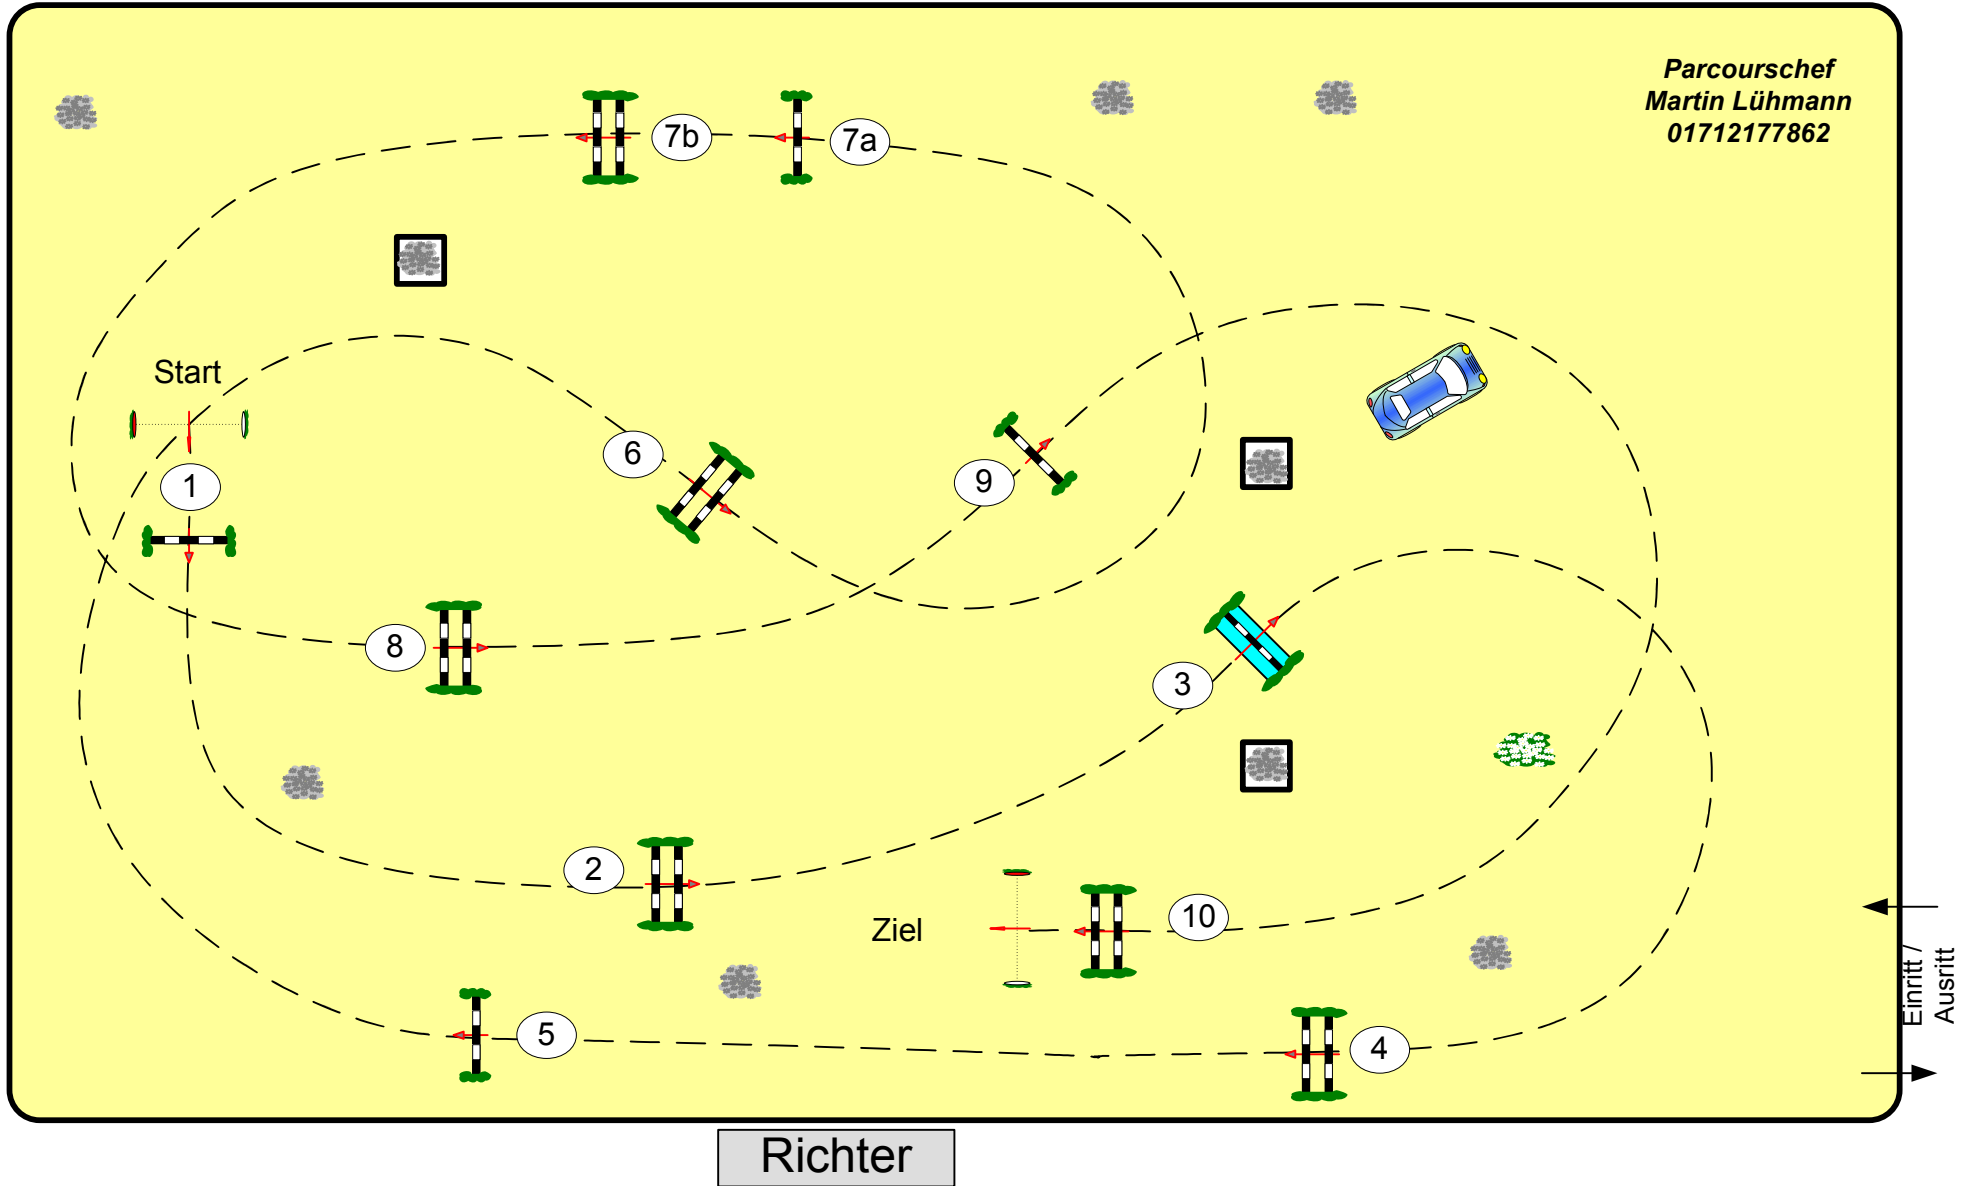 Parcourschef
Martin Lühmann
01712177862
7b
7a
Start
6
1
9
8
3
2
10
Ziel
5
4
Einritt /
Ausritt
Richter